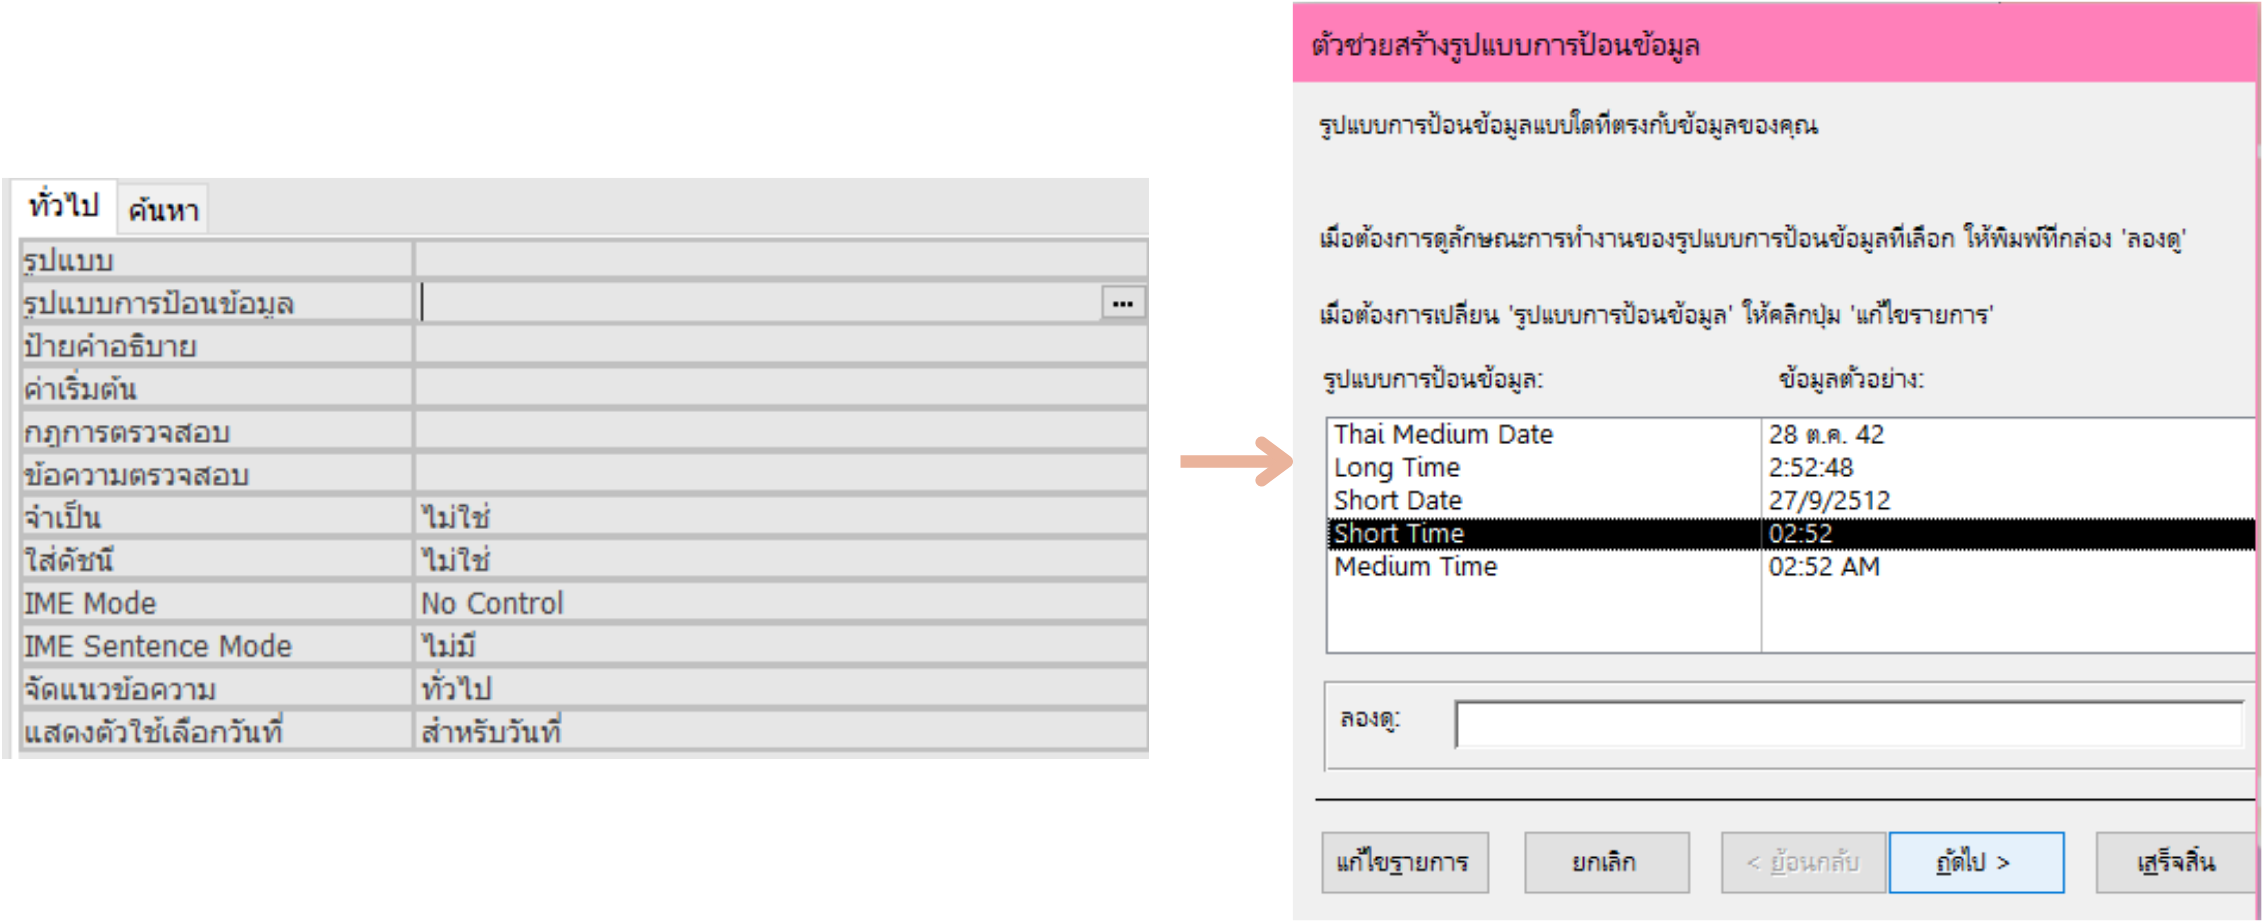 ทั่วไป ค้นหา
รูปแบบ
รูปแบบการป้อนข้อมูล ...
ป้ายคำอธิบาย
ค่าเริ่มต้น
กฎการตรวจสอบ
ข้อความตรวจสอบ
จำเป็น ไม่ใช่
ใส่ดัชนี ไม่ใช่
IME Mode No Control
IME Sentence Mode ไม่มี
จัดแนวข้อความ ทั่วไป
แสดงตัวใช้เลือกวันที่ สำหรับวันที่
ตัวช่วยสร้างรูปแบบการป้อนข้อมูล
รูปแบบการป้อนข้อมูลแบบใดที่ตรงกับข้อมูลของคุณ
เมื่อต้องการดูลักษณะการทำงานของรูปแบบการป้อนข้อมูลที่เลือก ให้พิมพ์ที่กล่อง 'ลองดู'
เมื่อต้องการเปลี่ยน 'รูปแบบการป้อนข้อมูล' ให้คลิกปุ่ม 'แก้ไขรายการ'
รูปแบบการป้อนข้อมูล: ข้อมูลตัวอย่าง:
Thai Medium Date 28 ต.ค. 42
Long Time 2:52:48
Short Date 27/9/2512
Short Time 02:52
Medium Time 02:52 AM
ลองดู:
แก้ไขรายการ ยกเลิก < ย้อนกลับ ถัดไป > เสร็จสิ้น